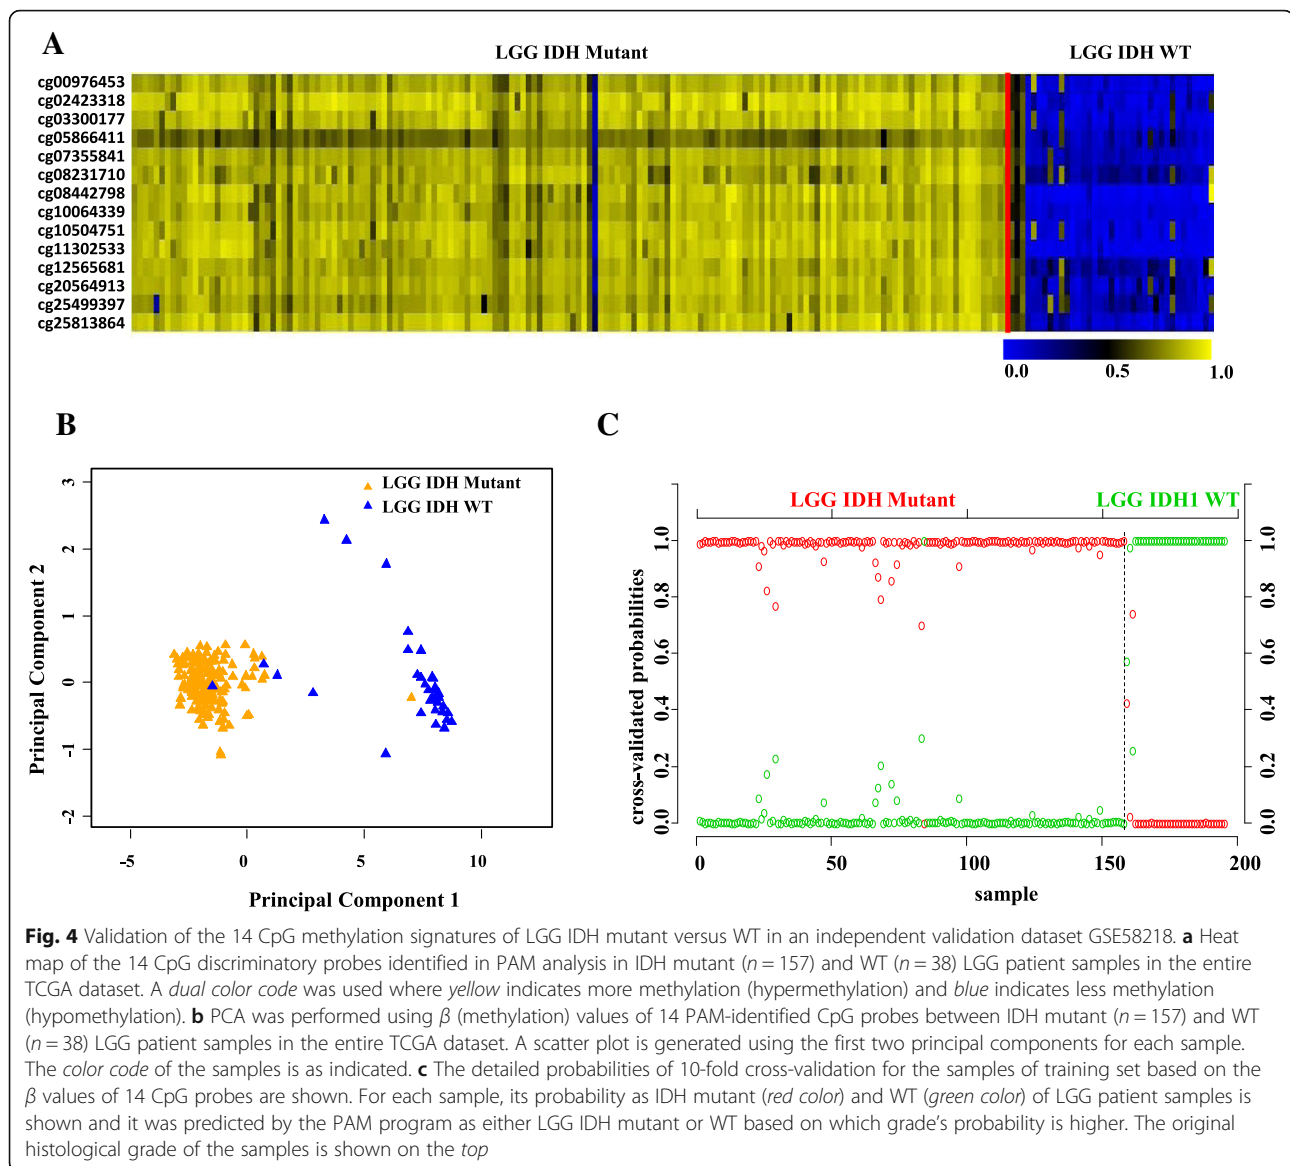 A
LGG IDH Mutant
LGG IDH WT
cg00976453
cg02423318
cg03300177
cg05866411
cg07355841
cg08231710
cg08442798
cg10064339
cg10504751
cg11302533
cg12565681
cg20564913
cg25499397
cg25813864
0.0 0.5 1.0
B
LGG IDH Mutant
LGG IDH WT
Principal Component 2
3
2
1
0
-1
-2
-5 0 5 10
Principal Component 1
C
LGG IDH Mutant
LGG IDH1 WT
cross-validated probabilities
1.0
0.8
0.6
0.4
0.2
0.0
1.0
0.8
0.6
0.4
0.2
0.0
0 50 100 150 200
sample
Fig. 4 Validation of the 14 CpG methylation signatures of LGG IDH mutant versus WT in an independent validation dataset GSE58218. a Heat
map of the 14 CpG discriminatory probes identified in PAM analysis in IDH mutant (n = 157) and WT (n = 38) LGG patient samples in the entire
TCGA dataset. A dual color code was used where yellow indicates more methylation (hypermethylation) and blue indicates less methylation
(hypomethylation). b PCA was performed using β (methylation) values of 14 PAM-identified CpG probes between IDH mutant (n = 157) and WT
(n = 38) LGG patient samples in the entire TCGA dataset. A scatter plot is generated using the first two principal components for each sample.
The color code of the samples is as indicated. c The detailed probabilities of 10-fold cross-validation for the samples of training set based on the
β values of 14 CpG probes are shown. For each sample, its probability as IDH mutant (red color) and WT (green color) of LGG patient samples is
shown and it was predicted by the PAM program as either LGG IDH mutant or WT based on which grade's probability is higher. The original
histological grade of the samples is shown on the top